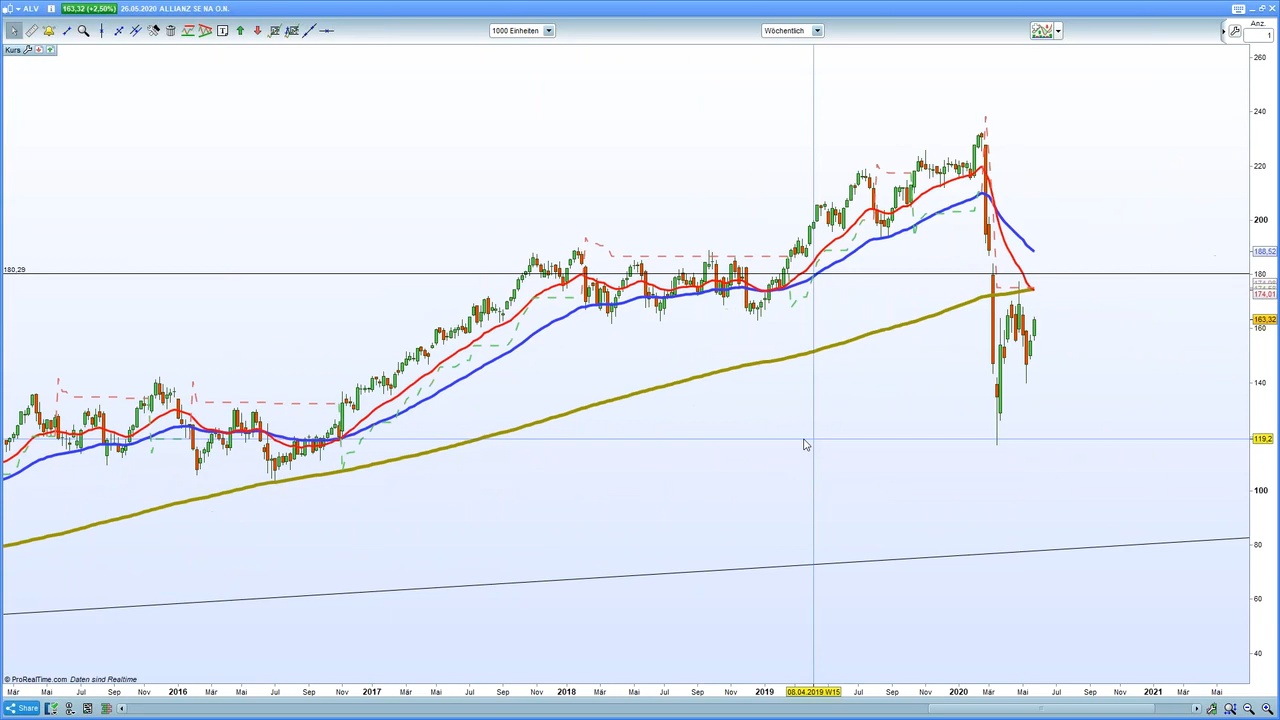 ALV
163,32 (+2,50%)
26.05.2020 ALLIANZ SE NA O.N.
1000 Einheiten
Wöchentlich
Anz.
1
Kurs
260
240
220
200
180,29
188,52
174,01
163,32
160
140
119,2
100
80
60
40
© ProRealTime.com Daten sind Realtime
Mär Mai Jul Sep Nov 2016 Mär Mai Jul Sep Nov 2017 Mär Mai Jul Sep Nov 2018 Mär Mai Jul Sep Nov 2019 08.04.2019 W15 Jul Sep Nov 2020 Mär Mai Jul Sep Nov 2021 Mär Mai
Share